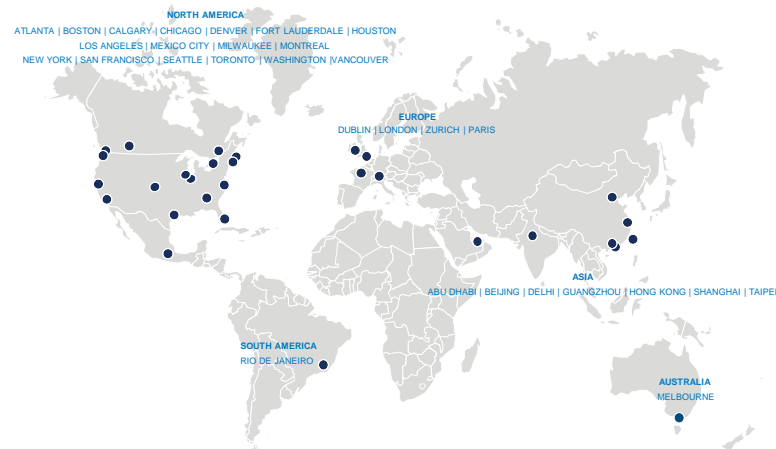 NORTH AMERICA
ATLANTA | BOSTON | CALGARY | CHICAGO | DENVER | FORT LAUDERDALE | HOUSTON
LOS ANGELES | MEXICO CITY | MILWAUKEE | MONTREAL
NEW YORK | SAN FRANCISCO | SEATTLE | TORONTO | WASHINGTON |VANCOUVER
EUROPE
DUBLIN | LONDON | ZURICH | PARIS
ASIA
ABU DHABI | BEIJING | DELHI | GUANGZHOU | HONG KONG | SHANGHAI | TAIPEI
SOUTH AMERICA
RIO DE JANEIRO
AUSTRALIA
MELBOURNE